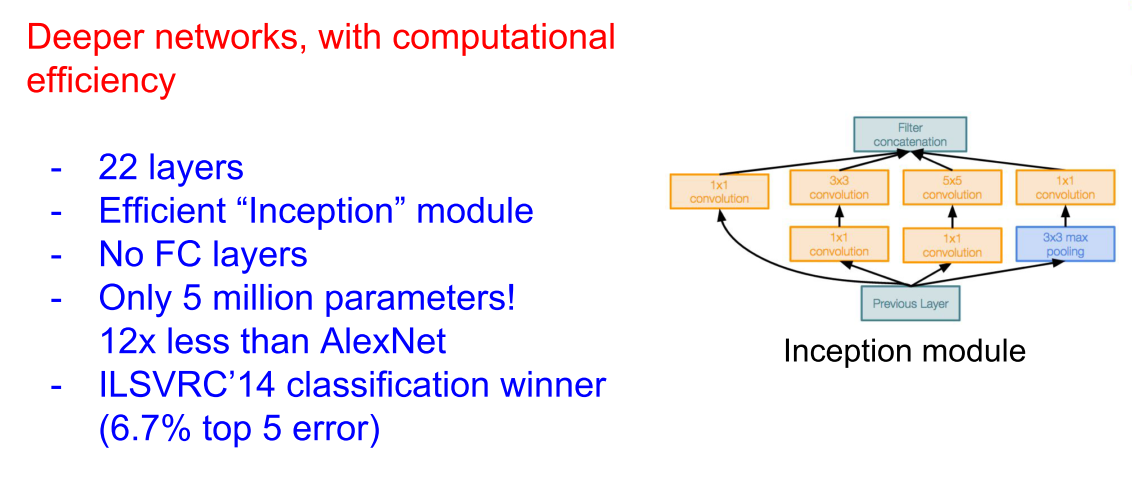 Deeper networks, with computational
efficiency
- 22 layers
- Efficient “Inception” module
- No FC layers
- Only 5 million parameters!
12x less than AlexNet
- ILSVRC’14 classification winner
(6.7% top 5 error)
Filter
concatenation
1x1
convolution
3x3
convolution
5x5
convolution
1x1
convolution
1x1
convolution
1x1
convolution
3x3 max
pooling
Previous Layer
Inception module